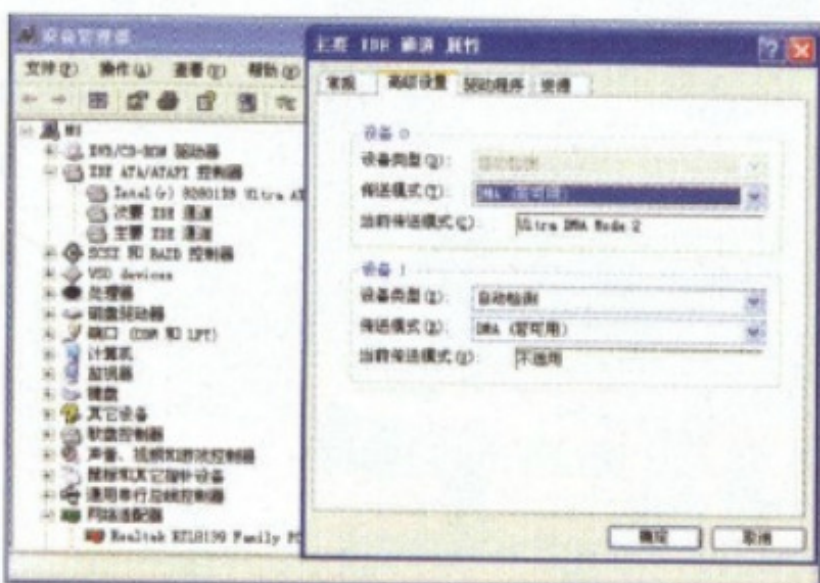 设备管理器
文件(F) 操作(A) 查看(V) 帮助(H)
DVD/CD-ROM 驱动器
IDE ATA/ATAPI 控制器
Intel(r) Ultra AT
次要 IDE 通道
主要 IDE 通道
SCSI 和 RAID 控制器
VSO devices
处理器
磁盘驱动器
端口 (COM 和 LPT)
计算机
监视器
键盘
其它设备
软盘控制器
声音、视频和游戏控制器
鼠标和其它指针设备
通用串行总线控制器
网络适配器
Realtek RTL8139 Family PC
主要 IDE 通道 属性
常规 高级设置 驱动程序 资源
设备 0
设备类型(D): 自动检测
传送模式(T): DMA (若可用)
当前传送模式(C): Ultra DMA Mode 2
设备 1
设备类型(E): 自动检测
传送模式(R): DMA (若可用)
当前传送模式(U): 不适用
确定 取消